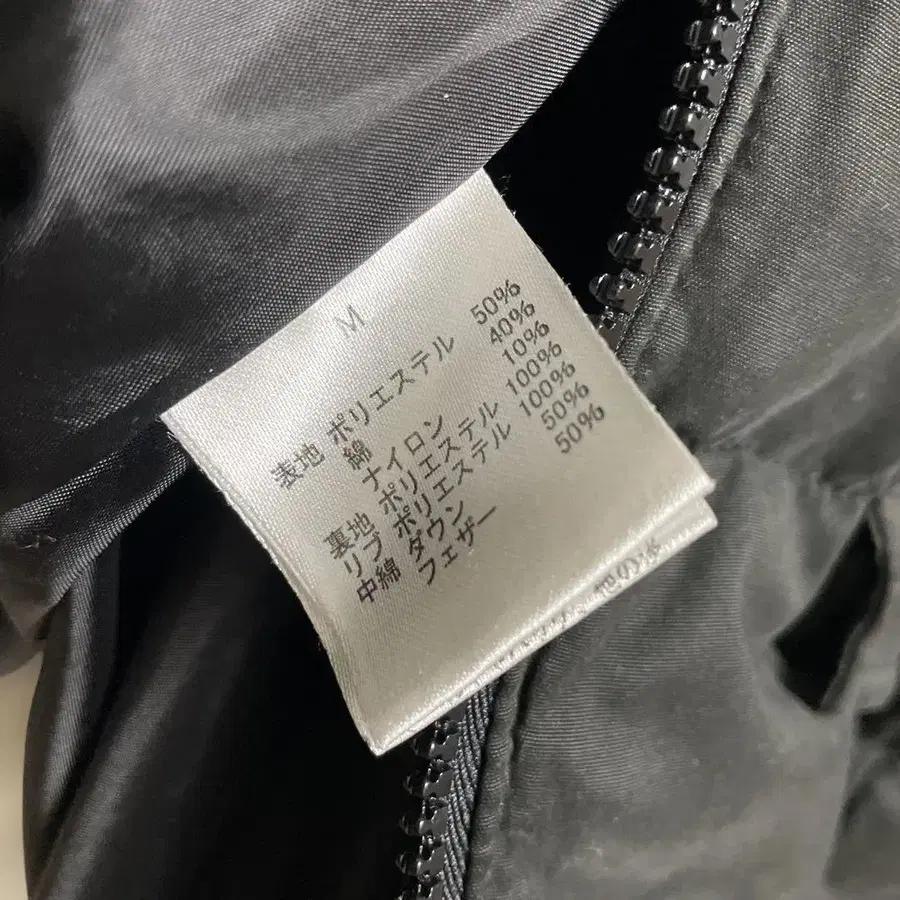 M
表地 ポリエステル 50%
綿 40%
ナイロン 10%
裏地 ポリエステル 100%
リブ ポリエステル 100%
中綿 ダウン 50%
フェザー 50%